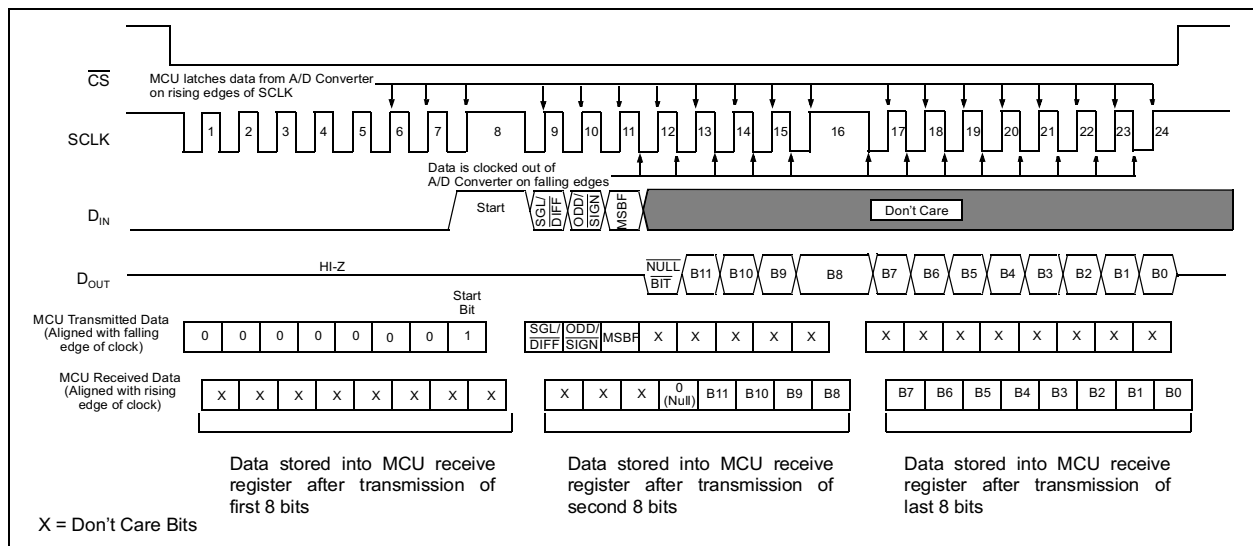 CS
MCU latches data from A/D Converter
on rising edges of SCLK
SCLK
1 2 3 4 5 6 7 8 9 10 11 12 13 14 15 16 17 18 19 20 21 22 23 24
Data is clocked out of
A/D Converter on falling edges
DIN
Start
SGL/
DIFF
ODD/
SIGN
MSBF
Don't Care
DOUT
HI-Z
NULL
BIT
B11 B10 B9 B8 B7 B6 B5 B4 B3 B2 B1 B0
Start
Bit
MCU Transmitted Data
(Aligned with falling
edge of clock)
0 0 0 0 0 0 0 1
SGL/
DIFF
ODD/
SIGN
MSBF X X X X X
X X X X X X X X
MCU Received Data
(Aligned with rising
edge of clock)
X X X X X X X X
X X X 0
(Null)
B11 B10 B9 B8
B7 B6 B5 B4 B3 B2 B1 B0
Data stored into MCU receive
register after transmission of
first 8 bits
Data stored into MCU receive
register after transmission of
second 8 bits
Data stored into MCU receive
register after transmission of
last 8 bits
X = Don't Care Bits